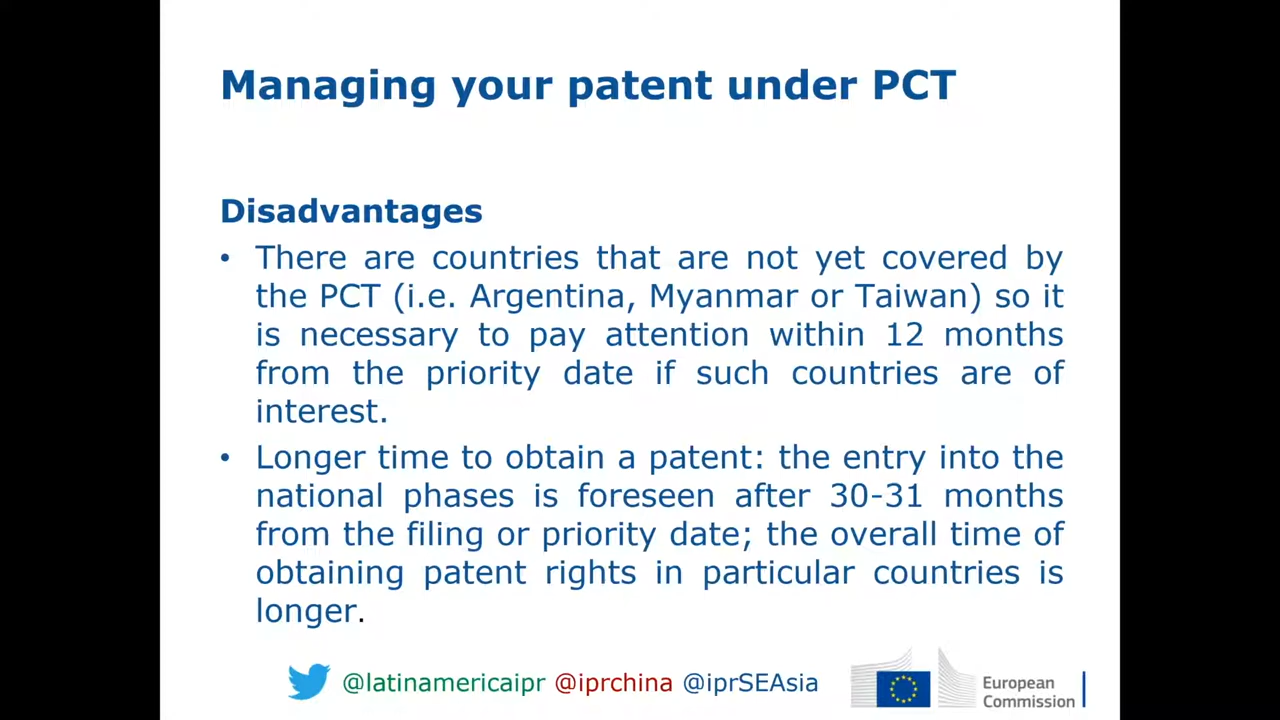 Managing your patent under PCT
Disadvantages
• There are countries that are not yet covered by
the PCT (i.e. Argentina, Myanmar or Taiwan) so it
is necessary to pay attention within 12 months
from the priority date if such countries are of
interest.
• Longer time to obtain a patent: the entry into the
national phases is foreseen after 30-31 months
from the filing or priority date; the overall time of
obtaining patent rights in particular countries is
longer.
@latinamericaipr @iprchina @iprSEAsia
European
Commission